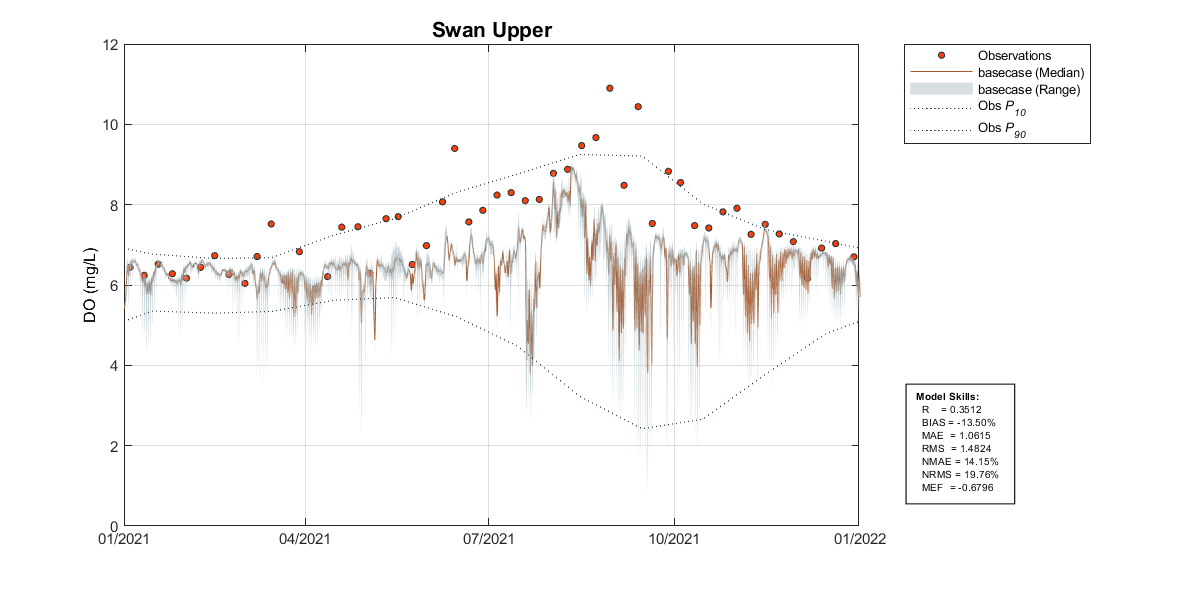 Swan Upper
12
10
8
6
4
2
0
DO (mg/L)
01/2021
04/2021
07/2021
10/2021
01/2022
Observations
basecase (Median)
basecase (Range)
Obs P10
Obs P90
Model Skills:
R = 0.3512
BIAS = -13.50%
MAE = 1.0615
RMS = 1.4824
NMAE = 14.15%
NRMS = 19.76%
MEF = -0.6796